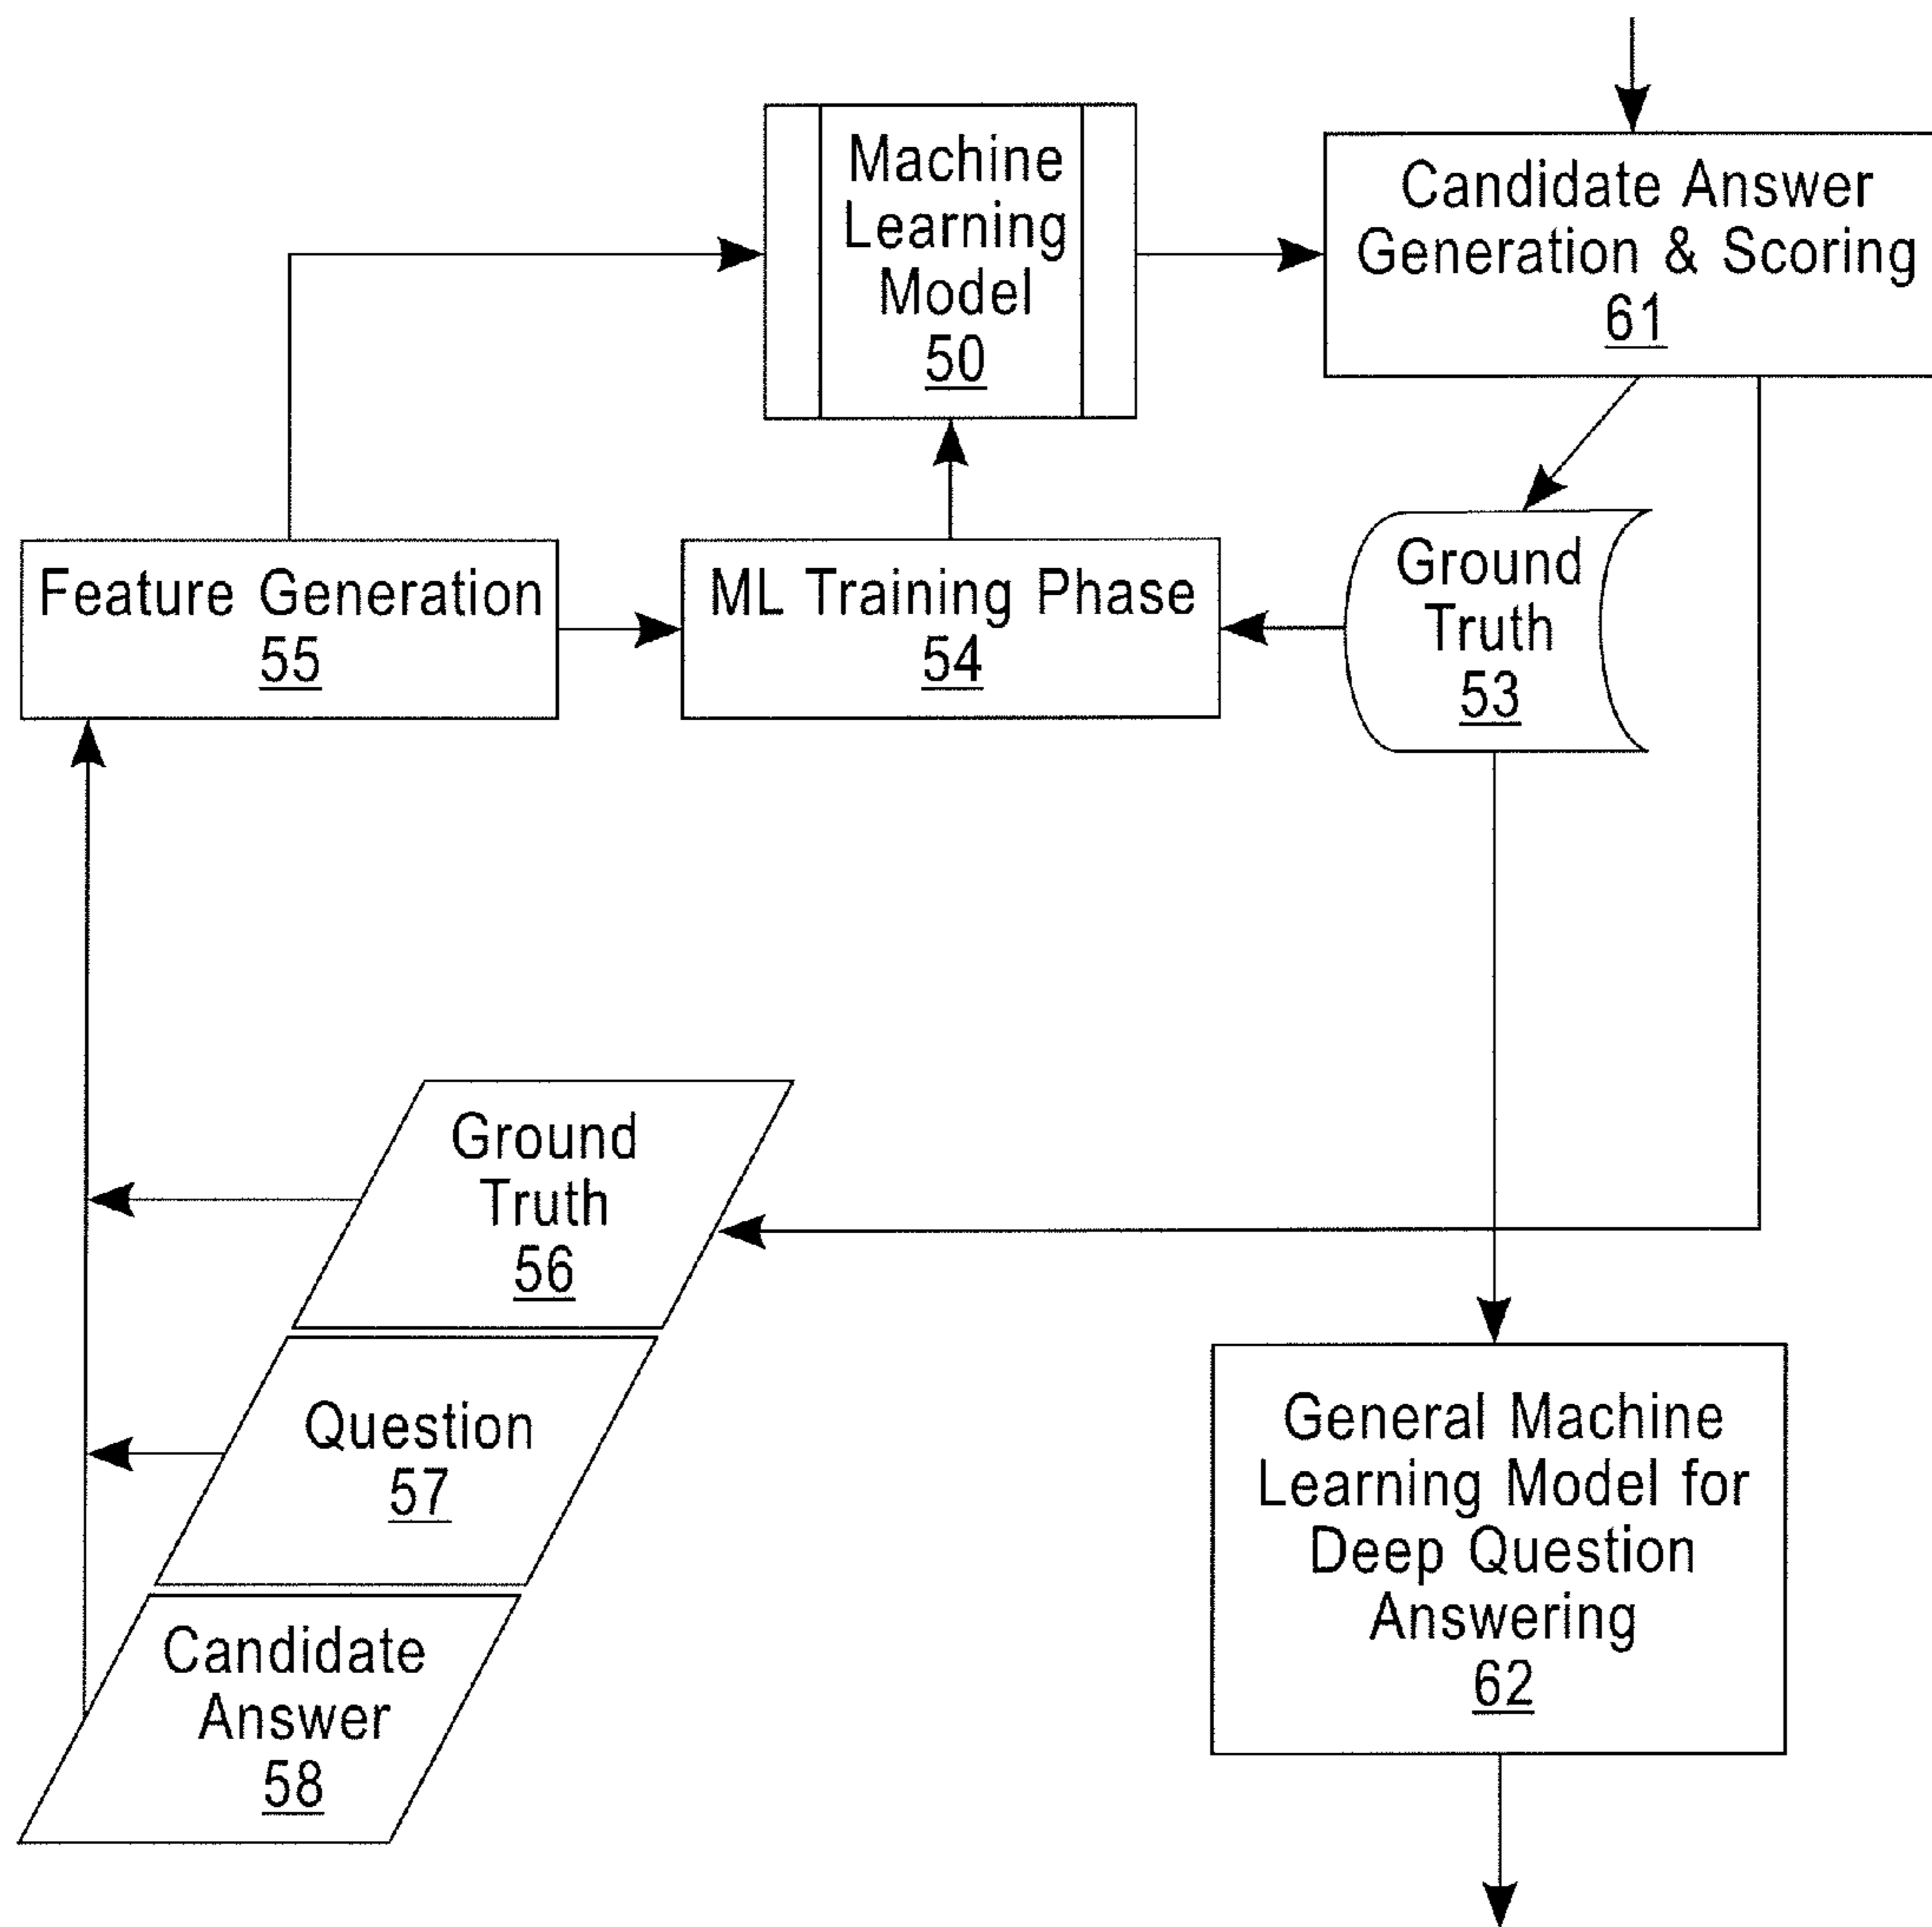 Machine
Learning
Model
50
Candidate Answer
Generation & Scoring
61
Feature Generation
55
ML Training Phase
54
Ground
Truth
53
Ground
Truth
56
Question
57
Candidate
Answer
58
General Machine
Learning Model for
Deep Question
Answering
62